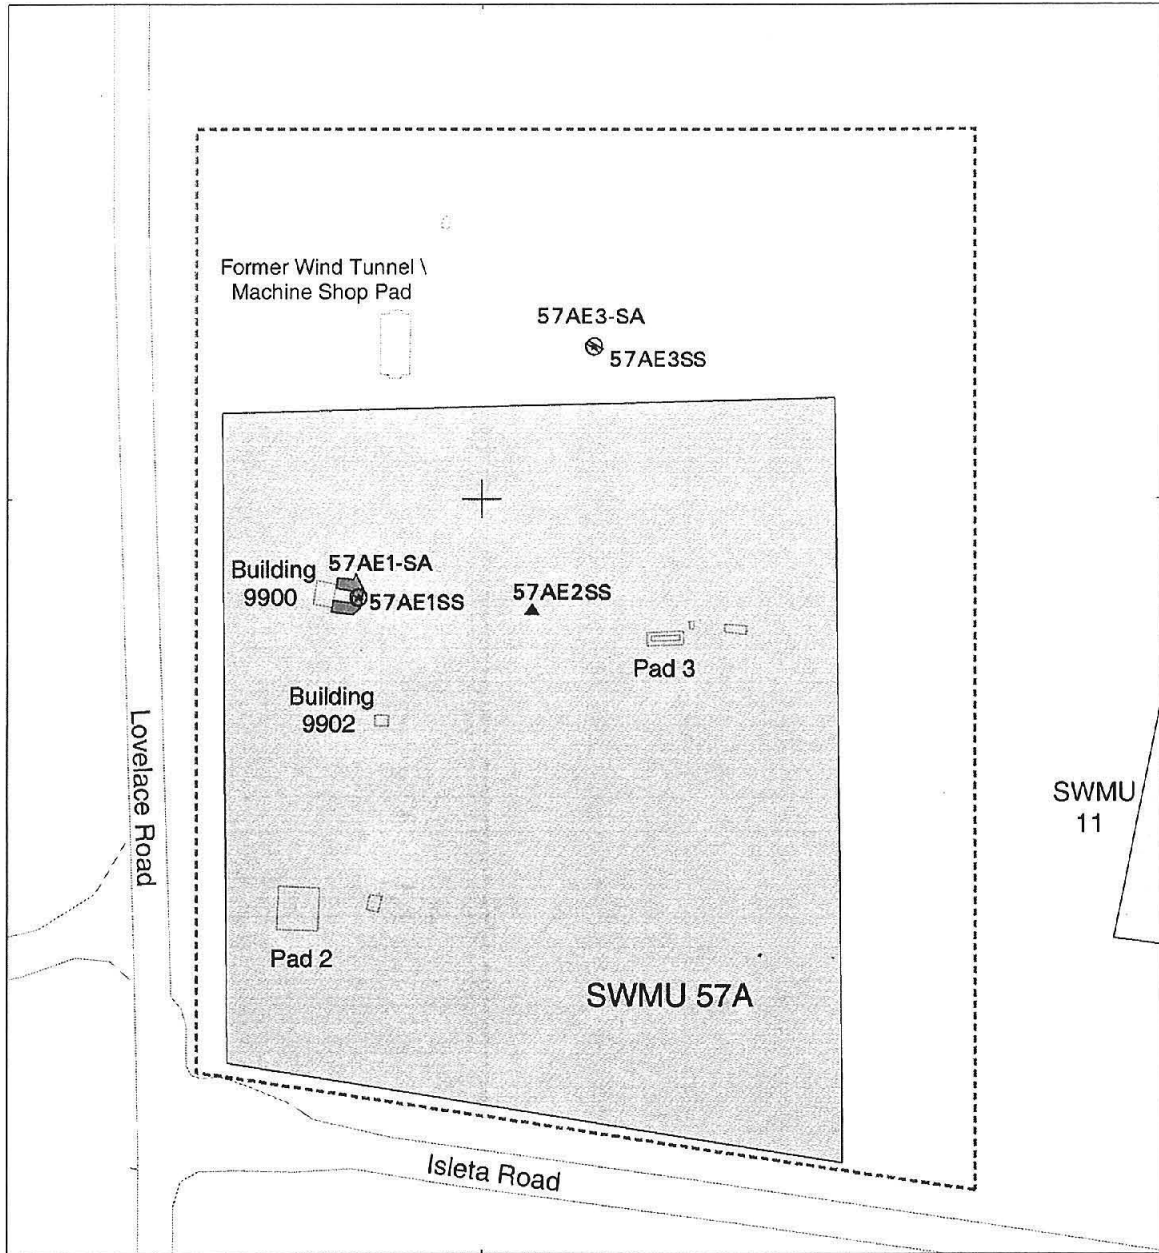 Former Wind Tunnel \
Machine Shop Pad
57AE3-SA
57AE3SS
57AE1-SA
Building
9900
57AE1SS
57AE2SS
Pad 3
Building
9902
Lovelace Road
SWMU
11
Pad 2
SWMU 57A
Isleta Road